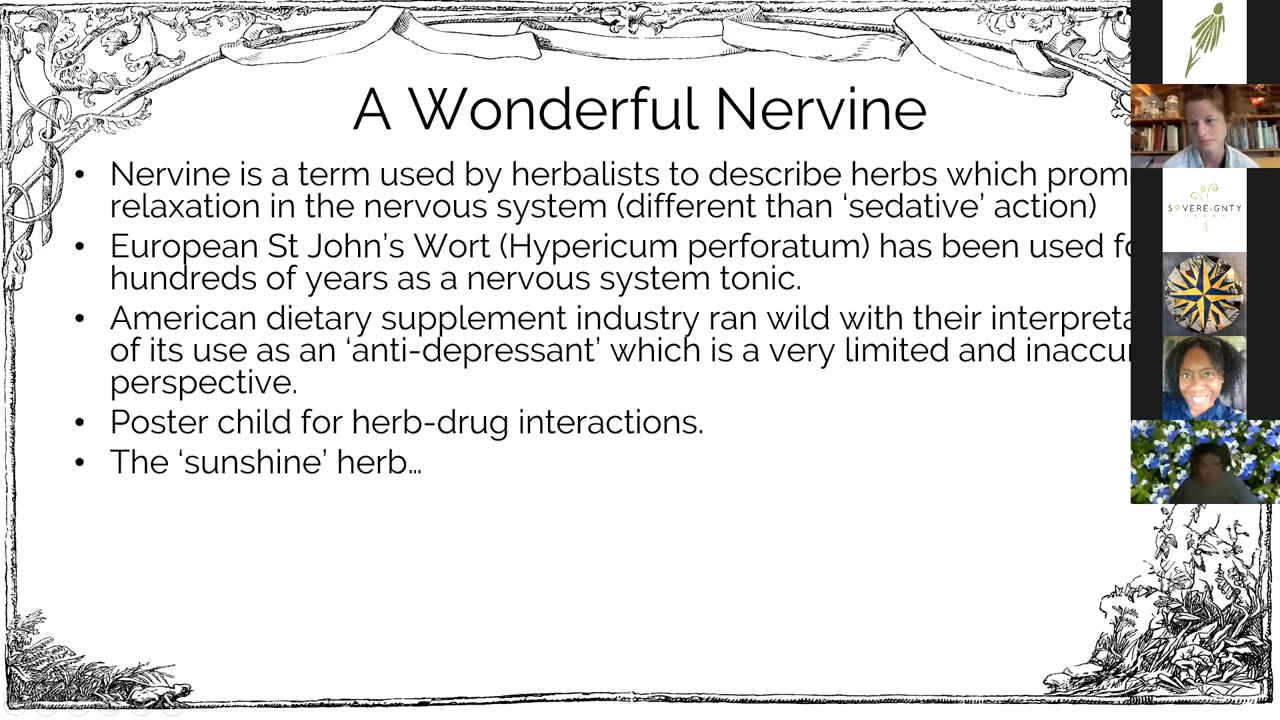 A Wonderful Nervine
• Nervine is a term used by herbalists to describe herbs which prom
relaxation in the nervous system (different than ‘sedative’ action)
• European St John’s Wort (Hypericum perforatum) has been used fo
hundreds of years as a nervous system tonic.
• American dietary supplement industry ran wild with their interpreta
of its use as an ‘anti-depressant’ which is a very limited and inaccur
perspective.
• Poster child for herb-drug interactions.
• The ‘sunshine’ herb…
SOVEREIGNTY
HERBS